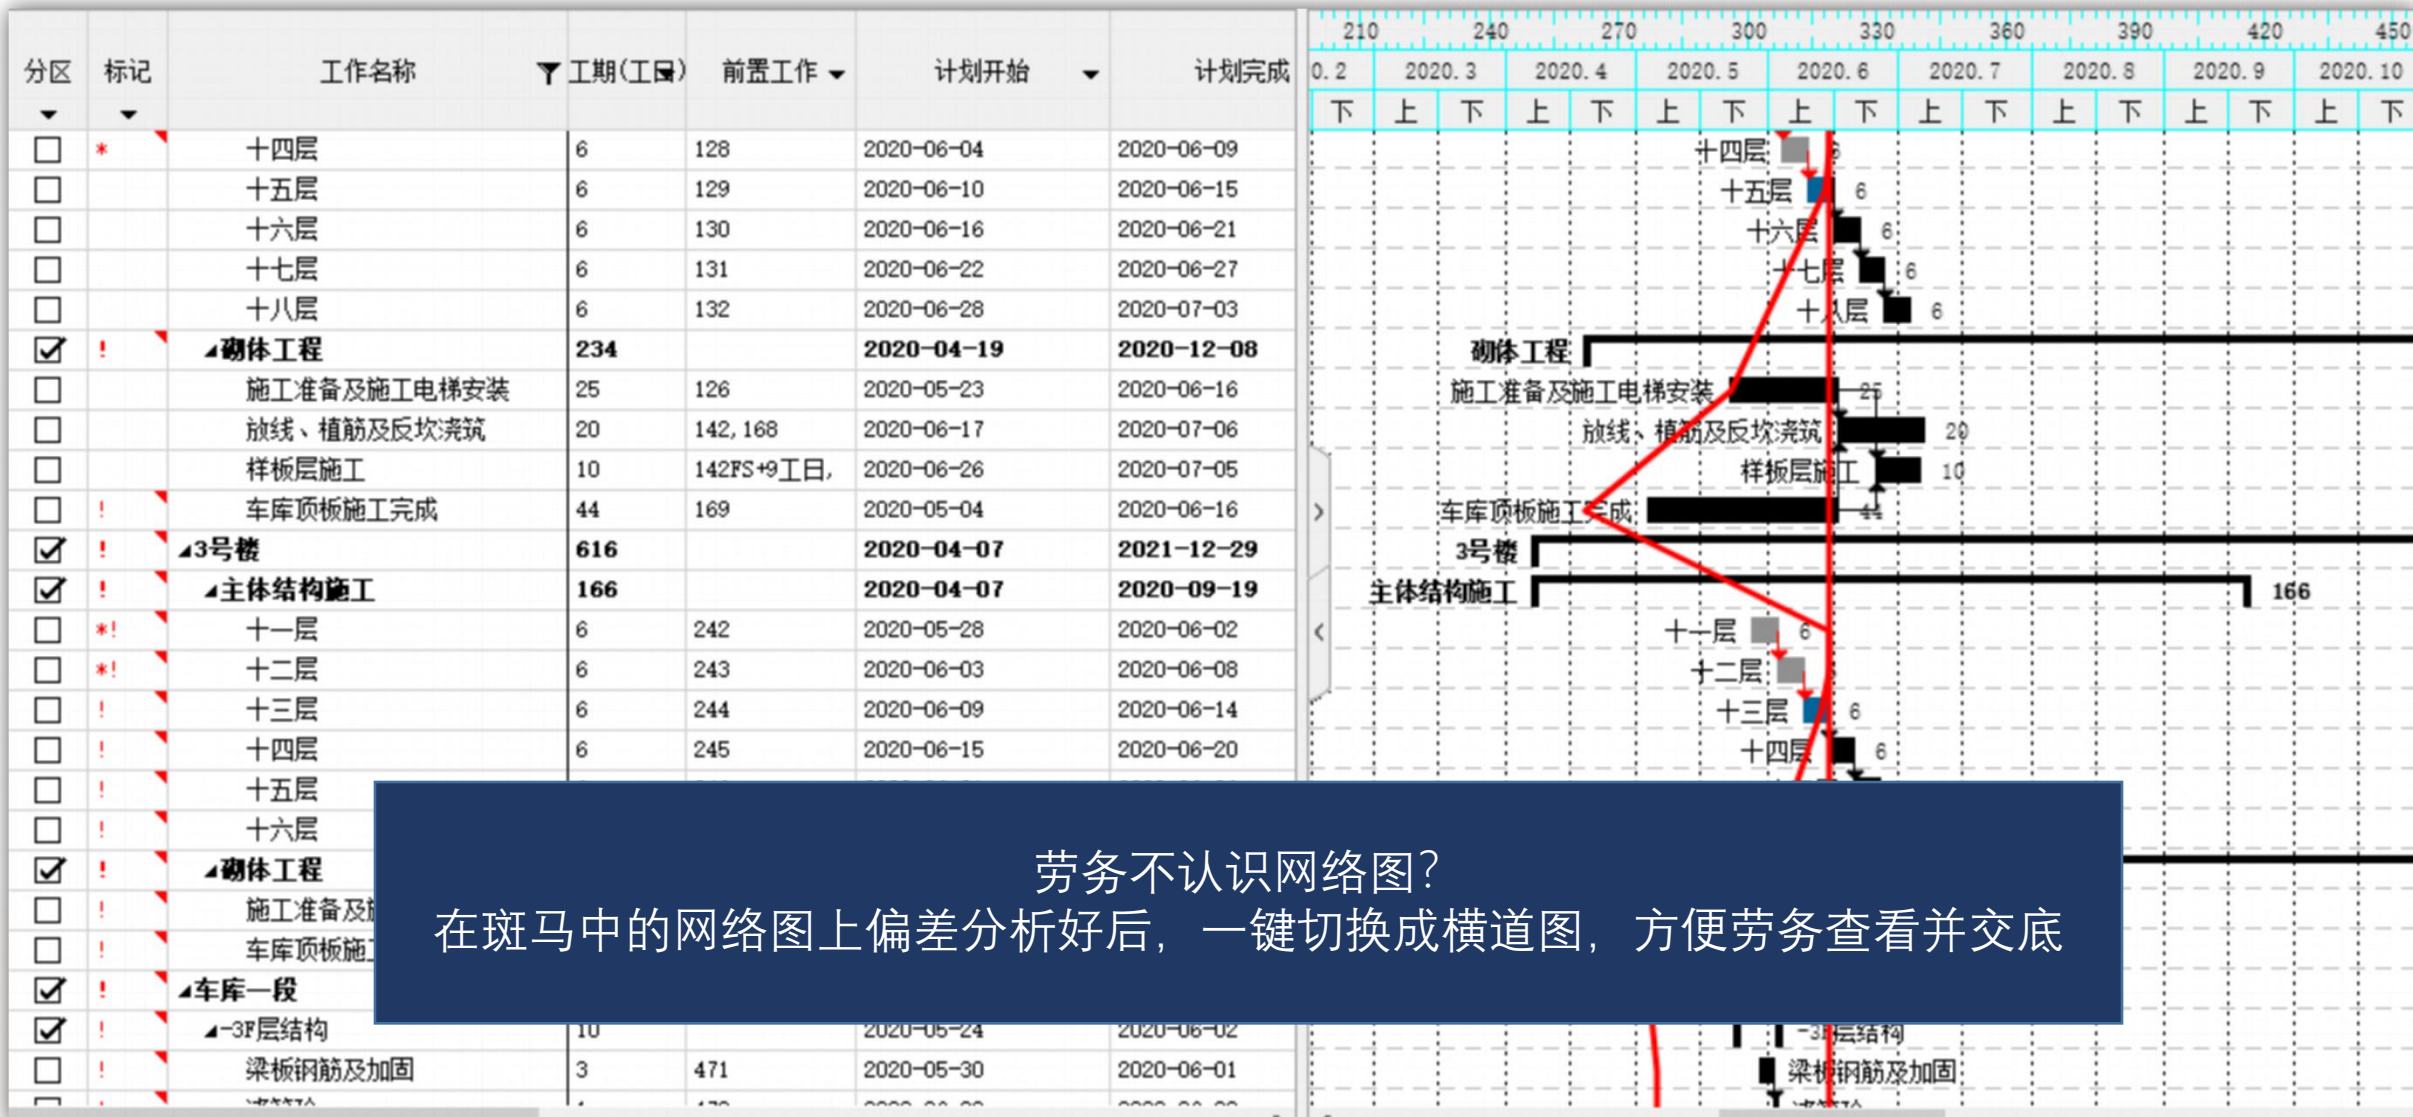 分区 标记 工作名称 工期(工日) 前置工作 计划开始 计划完成
210 240 270 300 330 360 390 420 450
0.2 2020.3 2020.4 2020.5 2020.6 2020.7 2020.8 2020.9 2020.10
下 上 下 上 下 上 下 上 下 上 下 上 下 上 下 上 下
* 十四层 6 128 2020-06-04 2020-06-09 十四层 6
十五层 6 129 2020-06-10 2020-06-15 十五层 6
十六层 6 130 2020-06-16 2020-06-21 十六层 6
十七层 6 131 2020-06-22 2020-06-27 十七层 6
十八层 6 132 2020-06-28 2020-07-03 十八层 6
! 砌体工程 234 2020-04-19 2020-12-08 砌体工程
施工准备及施工电梯安装 25 126 2020-05-23 2020-06-16 施工准备及施工电梯安装 25
放线、植筋及反坎浇筑 20 142,168 2020-06-17 2020-07-06 放线、植筋及反坎浇筑 20
样板层施工 10 142FS+9工日, 2020-06-26 2020-07-05 样板层施工 10
! 车库顶板施工完成 44 169 2020-05-04 2020-06-16 车库顶板施工完成 44
! 3号楼 616 2020-04-07 2021-12-29 3号楼
! 主体结构施工 166 2020-04-07 2020-09-19 主体结构施工 166
*! 十一层 6 242 2020-05-28 2020-06-02 十一层 6
*! 十二层 6 243 2020-06-03 2020-06-08 十二层
! 十三层 6 244 2020-06-09 2020-06-14 十三层 6
! 十四层 6 245 2020-06-15 2020-06-20 十四层 6
! 十五层
! 十六层
! 砌体工程
! 施工准备及
! 车库顶板施工
! 车库一段
! -3F层结构 10 2020-05-24 2020-06-02 -3F层结构
! 梁板钢筋及加固 3 471 2020-05-30 2020-06-01 梁板钢筋及加固
劳务不认识网络图？
在斑马中的网络图上偏差分析好后，一键切换成横道图，方便劳务查看并交底